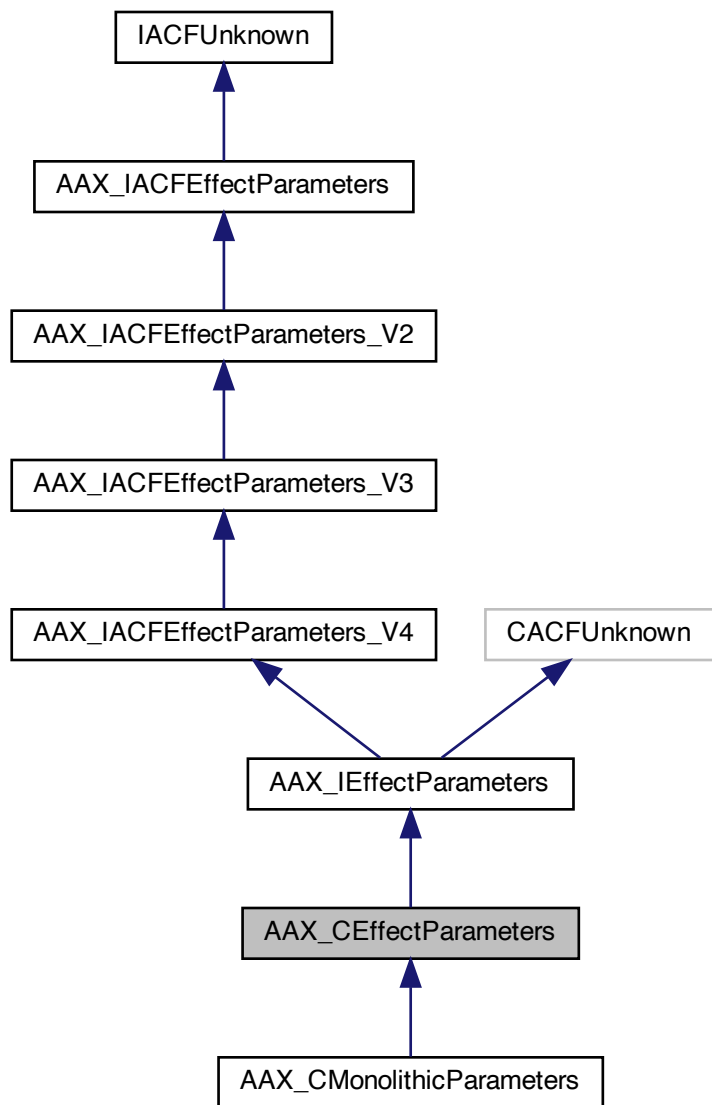 IACFUnknown
AAX_IACFEffectParameters
AAX_IACFEffectParameters_V2
AAX_IACFEffectParameters_V3
AAX_IACFEffectParameters_V4
CACFUnknown
AAX_IEffectParameters
AAX_CEffectParameters
AAX_CMonolithicParameters